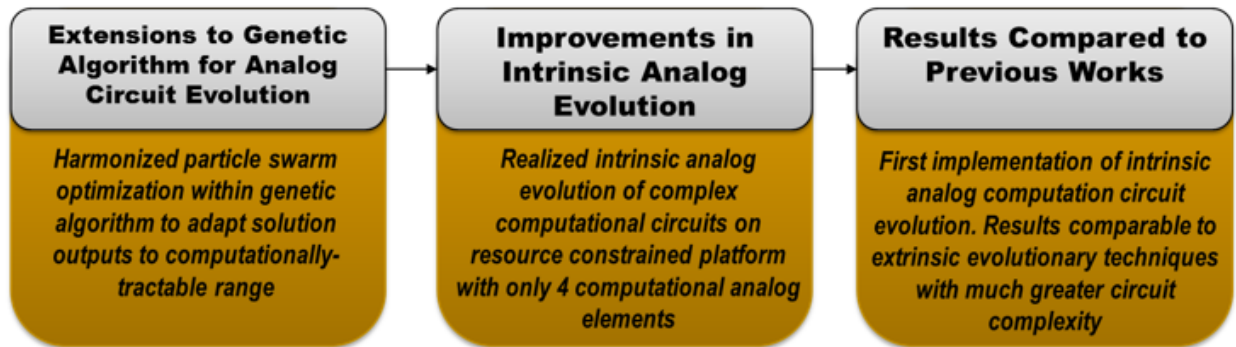 Extensions to Genetic
Algorithm for Analog
Circuit Evolution
Harmonized particle swarm
optimization within genetic
algorithm to adapt solution
outputs to computationally-
tractable range
Improvements in
Intrinsic Analog
Evolution
Realized intrinsic analog
evolution of complex
computational circuits on
resource constrained platform
with only 4 computational analog
elements
Results Compared to
Previous Works
First implementation of intrinsic
analog computation circuit
evolution. Results comparable to
extrinsic evolutionary techniques
with much greater circuit
complexity